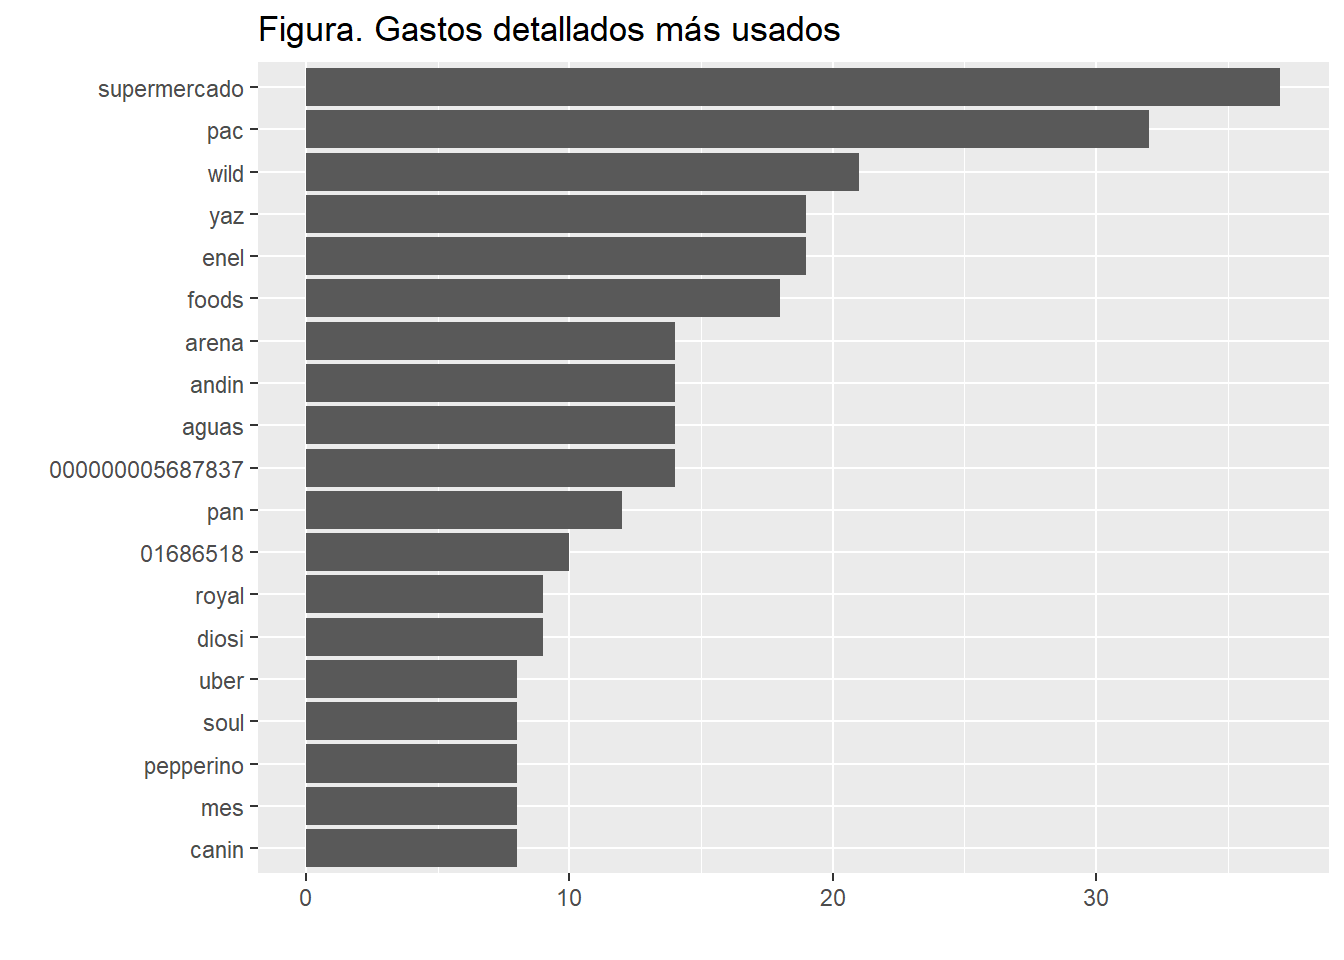 Figura. Gastos detallados más usados
supermercado
pac
wild
yaz
enel
foods
arena
andin
aguas
000000005687837
pan
01686518
royal
diosi
uber
soul
pepperino
mes
canin
0 10 20 30